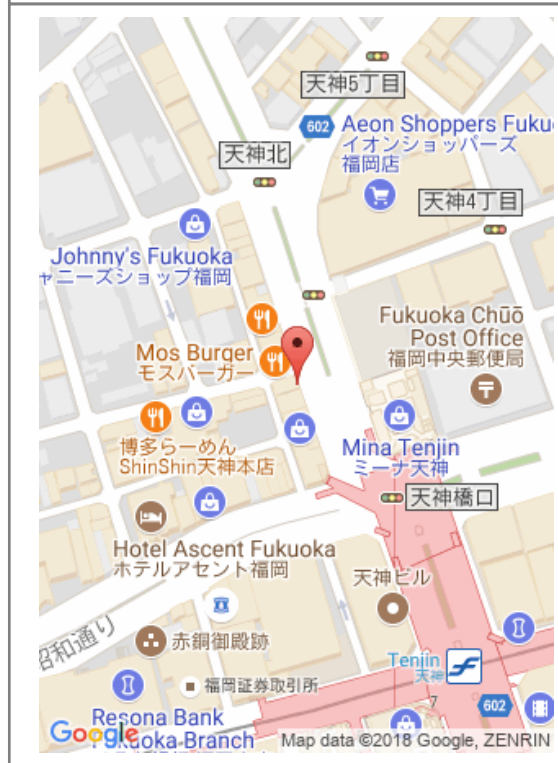 天神5丁目
602
Aeon Shoppers Fuku
イオンショッパーズ
福岡店
天神北
天神4丁目
Johnny's Fukuoka
ャニーズショップ福岡
Fukuoka Chūō
Post Office
福岡中央郵便局
Mos Burger
モスバーガー
博多らーめん
ShinShin天神本店
Mina Tenjin
ミーナ天神
天神橋口
Hotel Ascent Fukuoka
ホテルアセント福岡
天神ビル
昭和通り
赤銅御殿跡
Tenjin
天神
福岡証券取引所
7
602
Resona Bank
Fukuoka Branch
Google
Map data ©2018 Google, ZENRIN